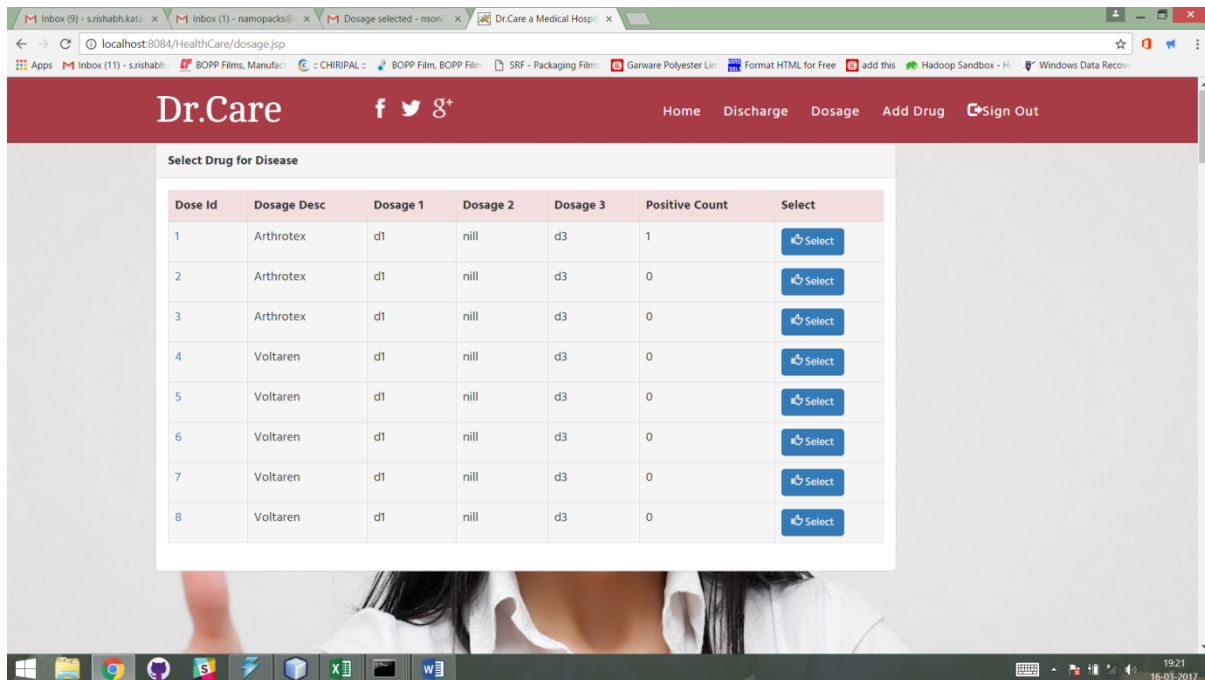 Inbox (9) - s.rishabh.kata
Inbox (1) - namopacks@
Dosage selected - nsoni
Dr.Care a Medical Hospit
localhost:8084/HealthCare/dosage.jsp
Apps Inbox (11) - s.rishabh. BOPP Films, Manufact :: CHIRIPAL :: BOPP Film, BOPP Film SRF - Packaging Films Garware Polyester Lim Format HTML for Free add this Hadoop Sandbox - Ho Windows Data Recove
Dr.Care Home Discharge Dosage Add Drug Sign Out
Select Drug for Disease
Dose Id Dosage Desc Dosage 1 Dosage 2 Dosage 3 Positive Count Select
1 Arthrotex d1 nill d3 1 Select
2 Arthrotex d1 nill d3 0 Select
3 Arthrotex d1 nill d3 0 Select
4 Voltaren d1 nill d3 0 Select
5 Voltaren d1 nill d3 0 Select
6 Voltaren d1 nill d3 0 Select
7 Voltaren d1 nill d3 0 Select
8 Voltaren d1 nill d3 0 Select
19:21
16-03-2017